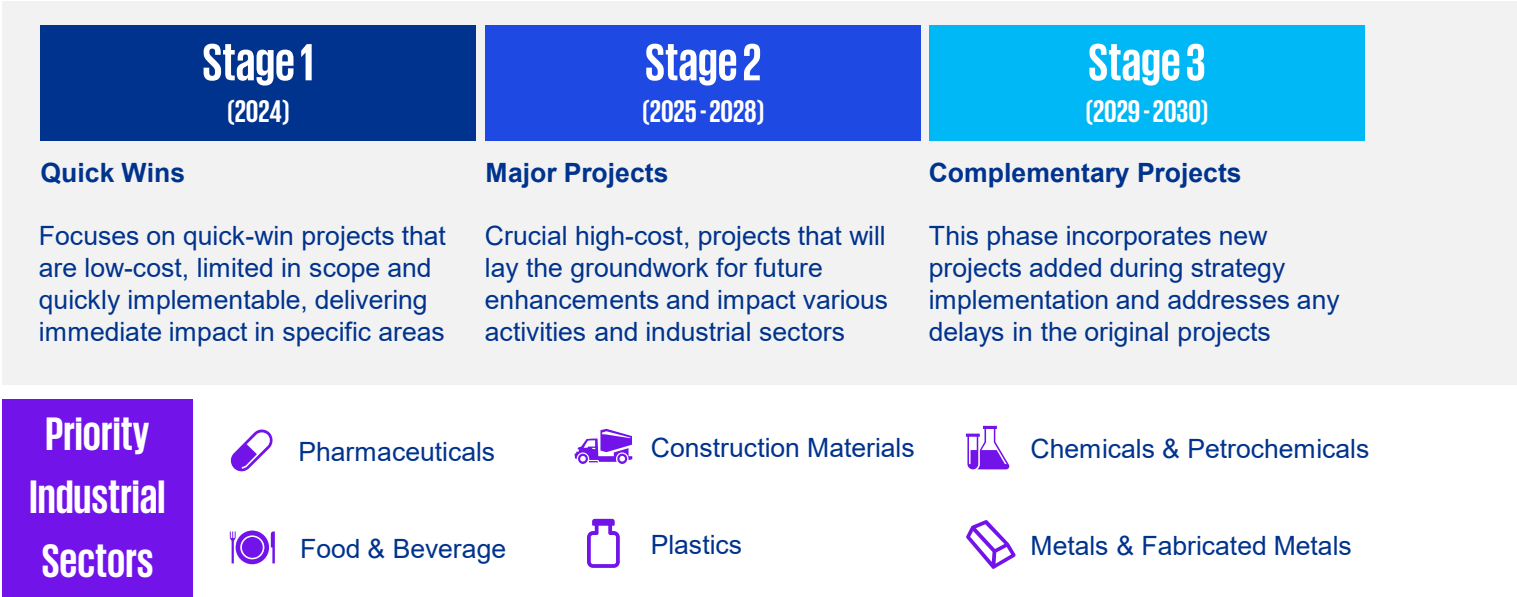 Stage 1
(2024)
Stage 2
(2025 - 2028)
Stage 3
(2029 - 2030)
Quick Wins
Focuses on quick-win projects that
are low-cost, limited in scope and
quickly implementable, delivering
immediate impact in specific areas
Major Projects
Crucial high-cost, projects that will
lay the groundwork for future
enhancements and impact various
activities and industrial sectors
Complementary Projects
This phase incorporates new
projects added during strategy
implementation and addresses any
delays in the original projects
Priority
Industrial
Sectors
Pharmaceuticals
Construction Materials
Chemicals & Petrochemicals
Food & Beverage
Plastics
Metals & Fabricated Metals